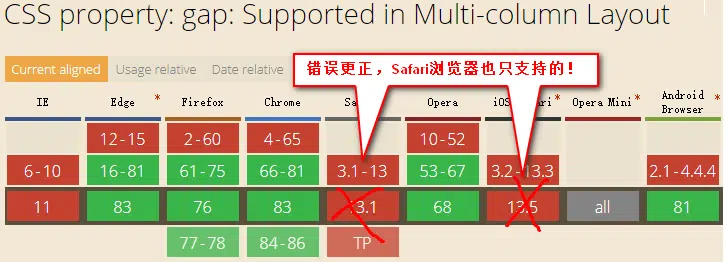 CSS property: gap: Supported in Multi-column Layout
Current aligned Usage relative Date relative
错误更正，Safari浏览器也只支持的！
IE Edge * Firefox Chrome Sa Opera iOS ari * Opera Mini * Android Browser *
12-15 2-60 4-65 10-52
6-10 16-81 61-75 66-81 3.1-13 53-67 3.2-13.3 2.1-4.4.4
11 83 76 83 13.1 68 13.5 all 81
77-78 84-86 TP